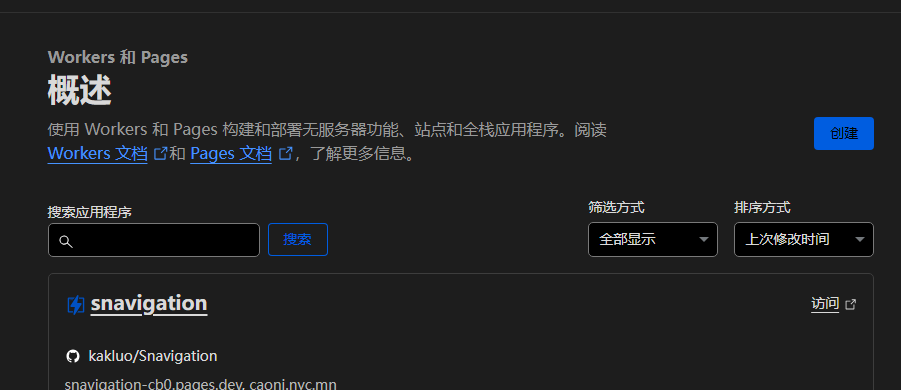 Workers 和 Pages
概述
使用 Workers 和 Pages 构建和部署无服务器功能、站点和全栈应用程序。阅读
Workers 文档 和 Pages 文档 ，了解更多信息。
创建
搜索应用程序
搜索
筛选方式
全部显示
排序方式
上次修改时间
snavigation
访问
kakluo/Snavigation
snavigation-cb0.pages.dev, caoni.nyc.mn